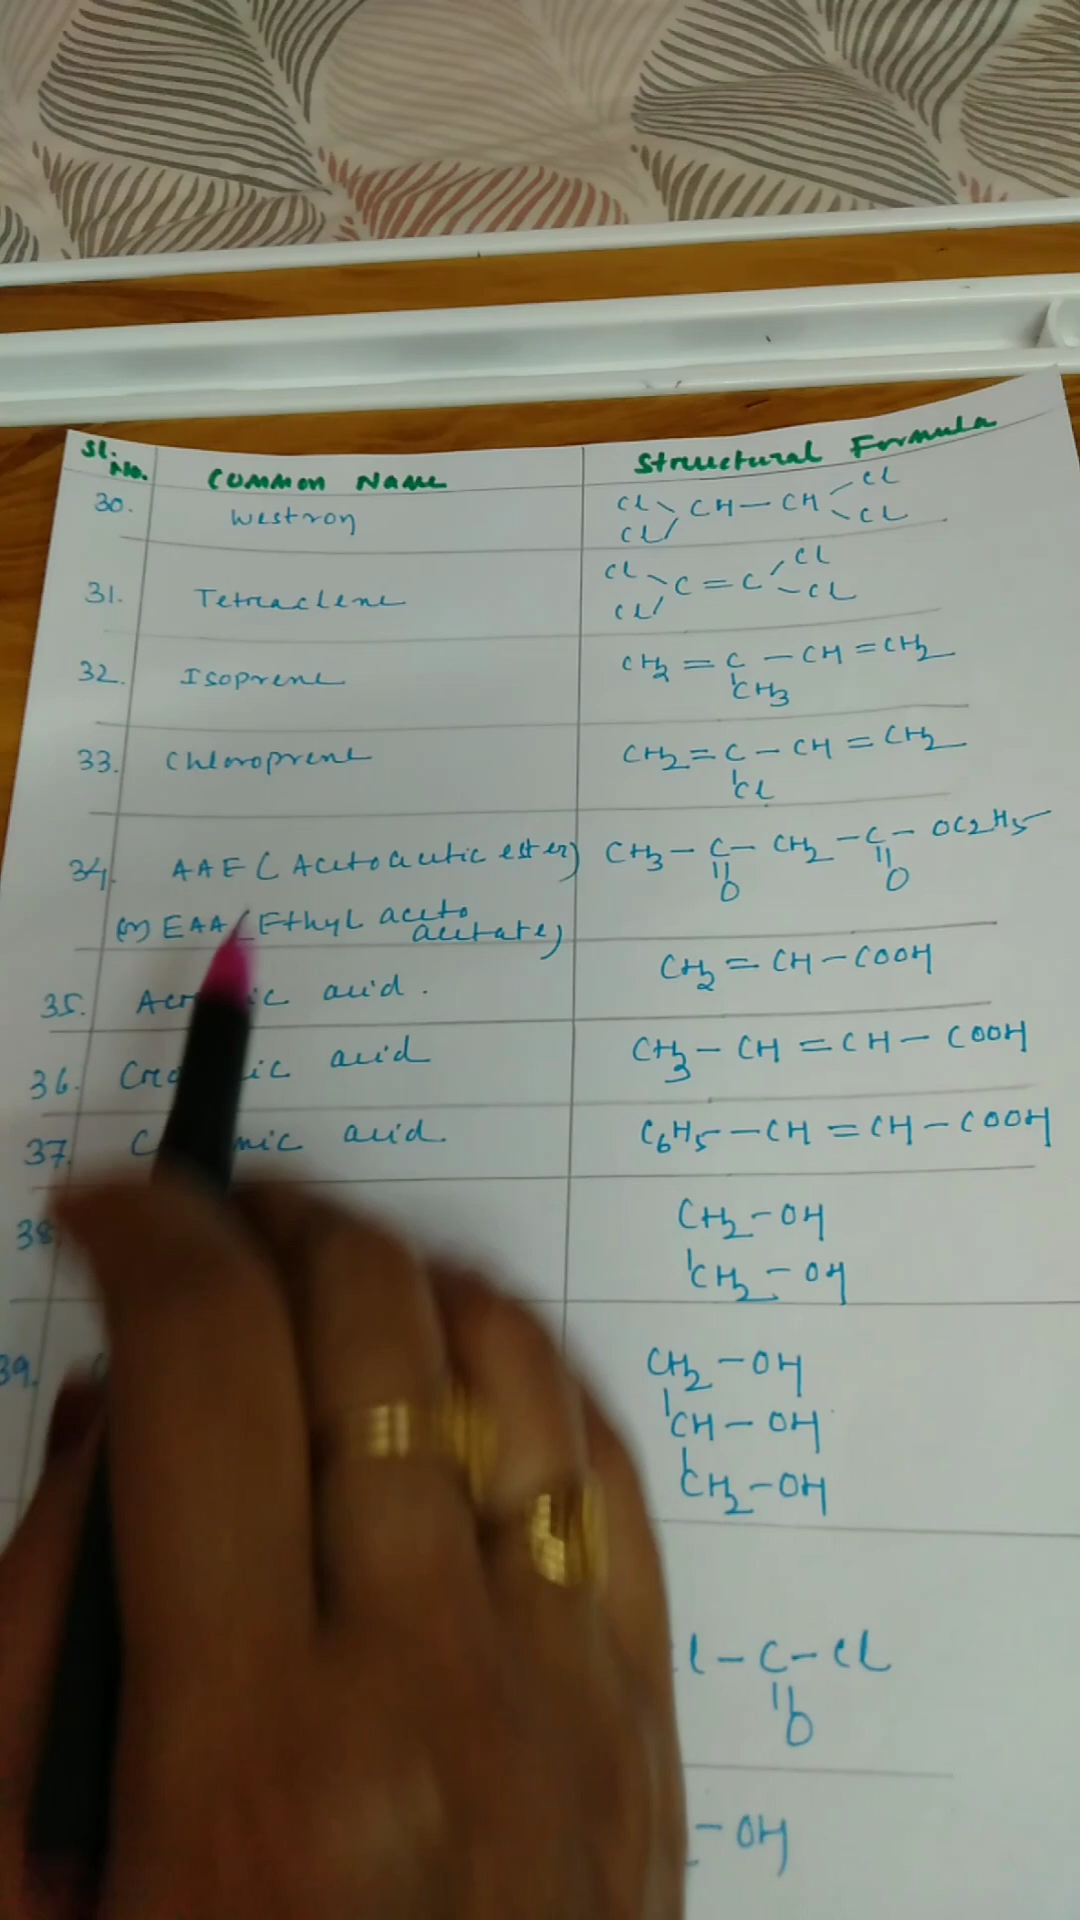 Sl. No. Common Name Structural Formula
30. Westron Cl Cl CH — CH Cl Cl
31. Tetraclene Cl Cl C = C Cl Cl
32. Isoprene CH2 = C — CH = CH2
CH3
33. Chloroprene CH2 = C — CH = CH2
Cl
34. AAE (Acetoacetic ester) CH3 — C — CH2 — C — OC2H5
O O
(or) EAA (Ethyl aceto acetate)
35. acid. CH2 = CH — COOH
36. acid CH3 — CH = CH — COOH
37. acid. C6H5 — CH = CH — COOH
38 CH2 — OH
CH2 — OH
39. CH2 — OH
CH — OH
CH2 — OH
l — C — Cl
O
— OH